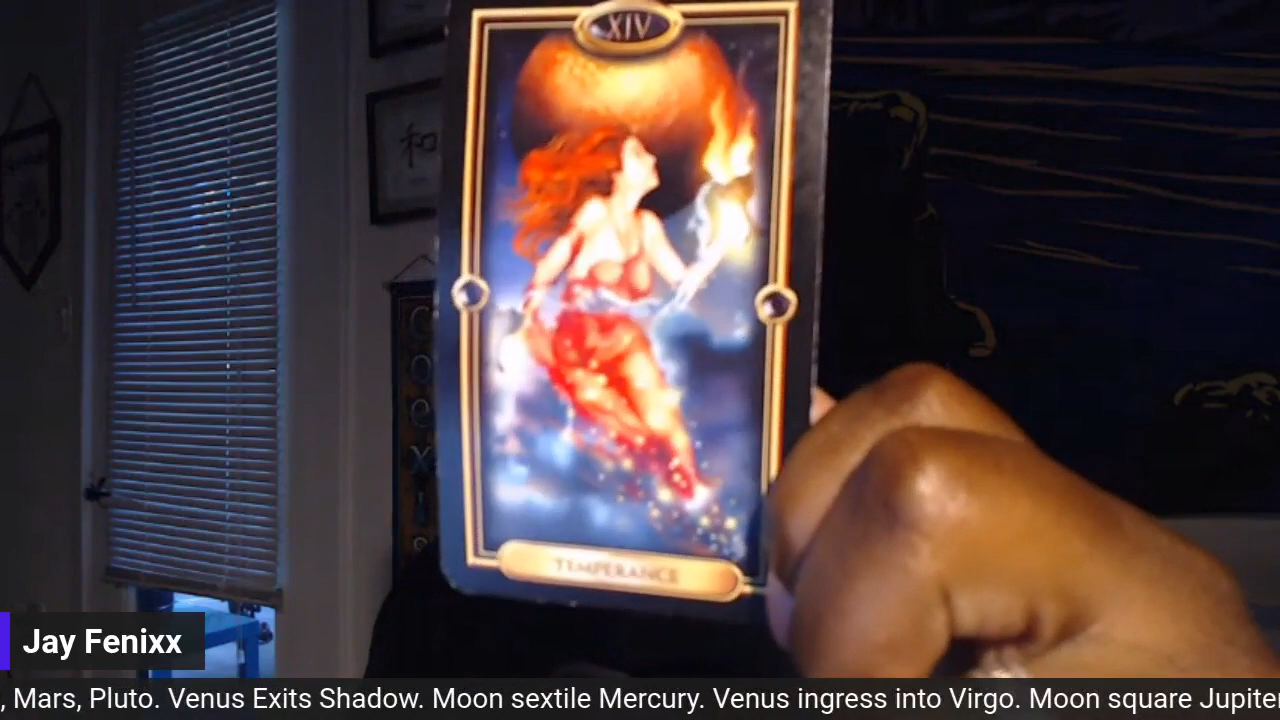 XIV
和
TEMPERANCE
Jay Fenixx
, Mars, Pluto. Venus Exits Shadow. Moon sextile Mercury. Venus ingress into Virgo. Moon square Jupiter